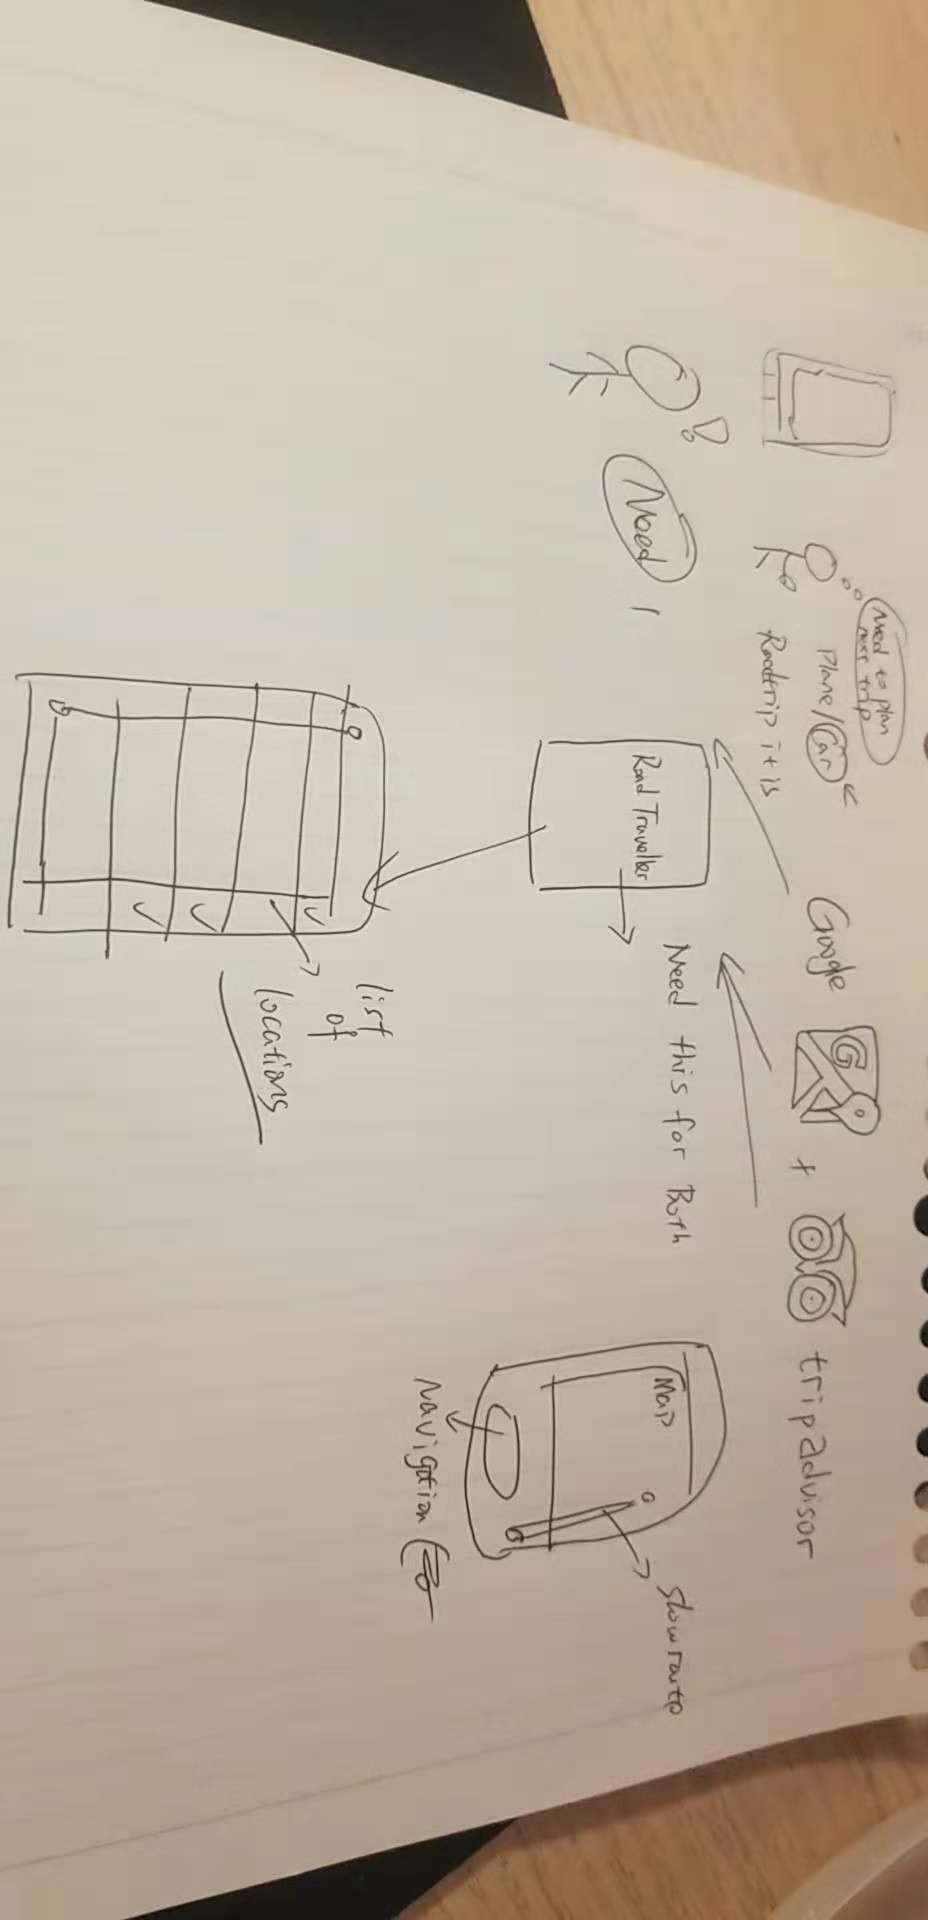 Need to plan
next trip
Plane/Car
Roadtrip it is
Google
G
+
tripadvisor
!
Need
Road Traveller
Need this for Both
Map
slow route
Navigation
list
of
locations